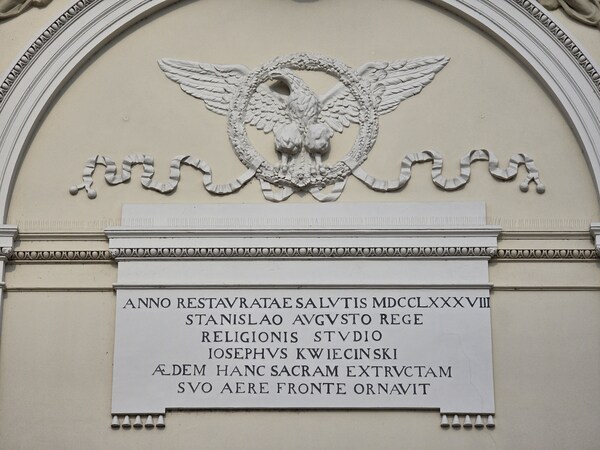 ANNO RESTAVRATAE SALVTIS MDCCLXXXVIII
STANISLAO AVGVSTO REGE
RELIGIONIS STVDIO
IOSEPHVS KWIECINSKI
ÆDEM HANC SACRAM EXTRVCTAM
SVO AERE FRONTE ORNAVIT